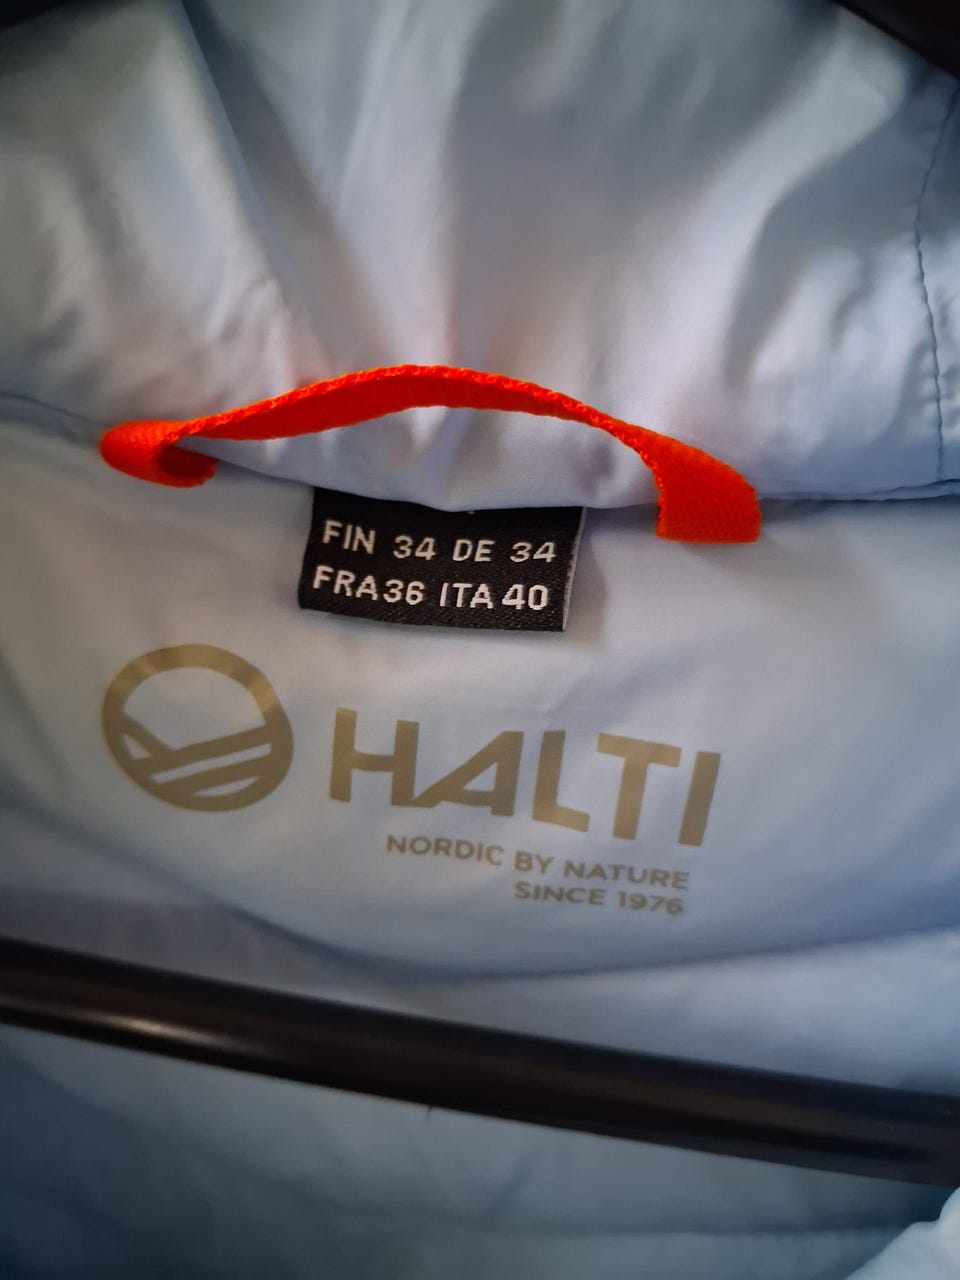 FIN 34 DE 34
FRA36 ITA 40
HALTI
NORDIC BY NATURE
SINCE 1976